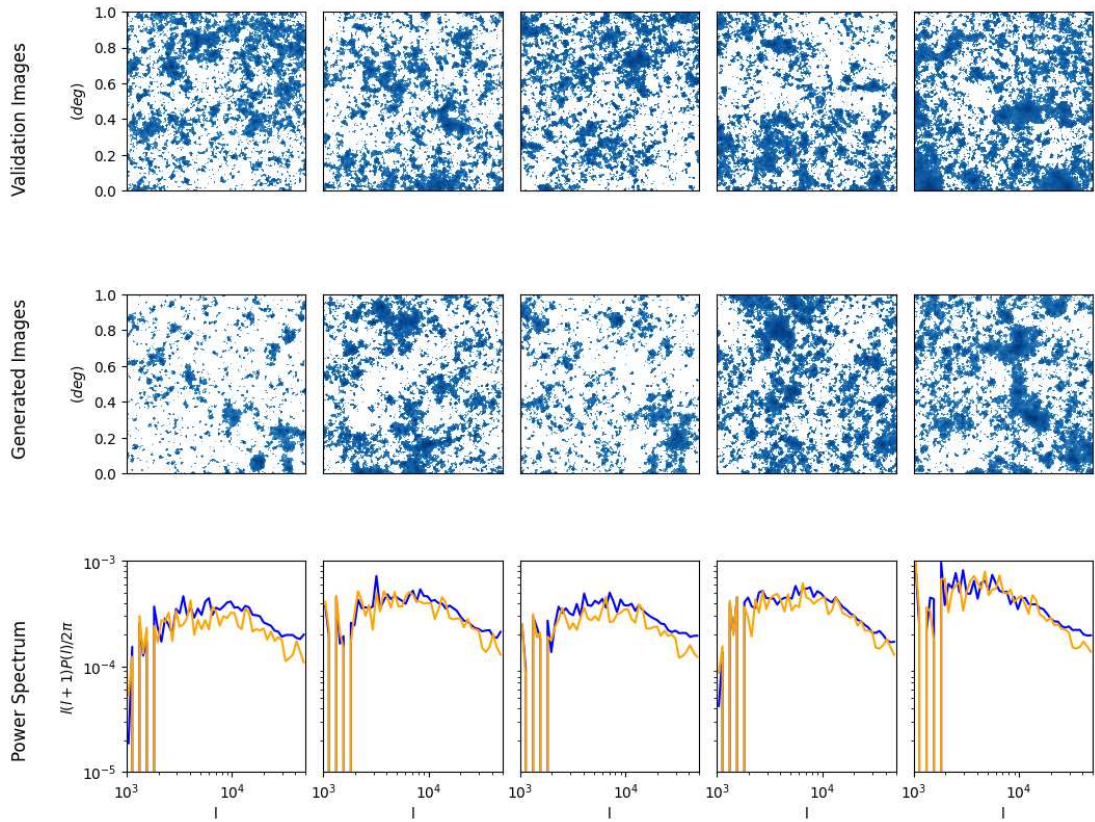 Validation Images
(deg)
1.0
0.8
0.6
0.4
0.2
0.0
Generated Images
(deg)
1.0
0.8
0.6
0.4
0.2
0.0
Power Spectrum
l(l + 1)P(l)/2π
10⁻³
10⁻⁴
10⁻⁵
10³ 10⁴ 10³ 10⁴ 10³ 10⁴ 10³ 10⁴ 10³ 10⁴
l l l l l